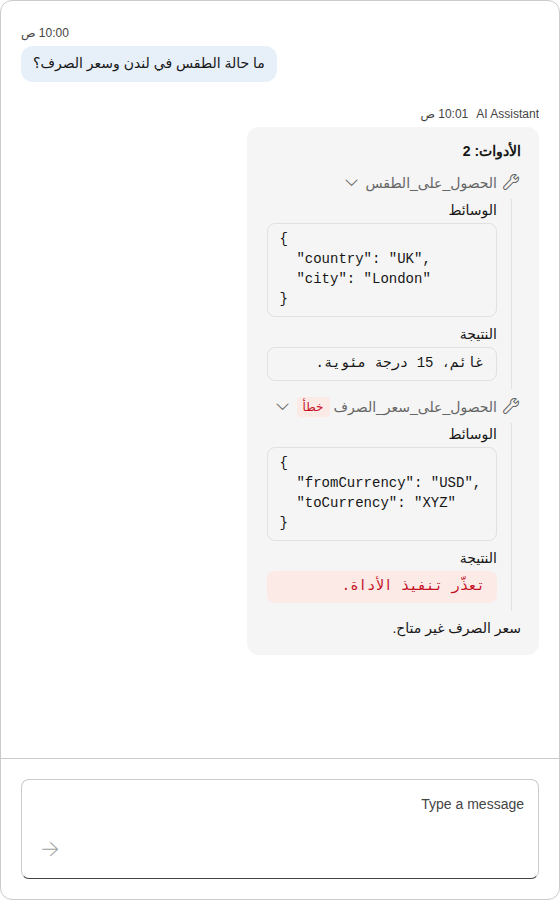 10:00 ص
ما حالة الطقس في لندن وسعر الصرف؟
AI Assistant 10:01 ص
الأدوات: 2
الحصول_على_الطقس
الوسائط
{
  "country": "UK",
  "city": "London"
}
النتيجة
غائم، 15 درجة مئوية.
الحصول_على_سعر_الصرف خطأ
الوسائط
{
  "fromCurrency": "USD",
  "toCurrency": "XYZ"
}
النتيجة
تعذّر تنفيذ الأداة.
سعر الصرف غير متاح.
Type a message